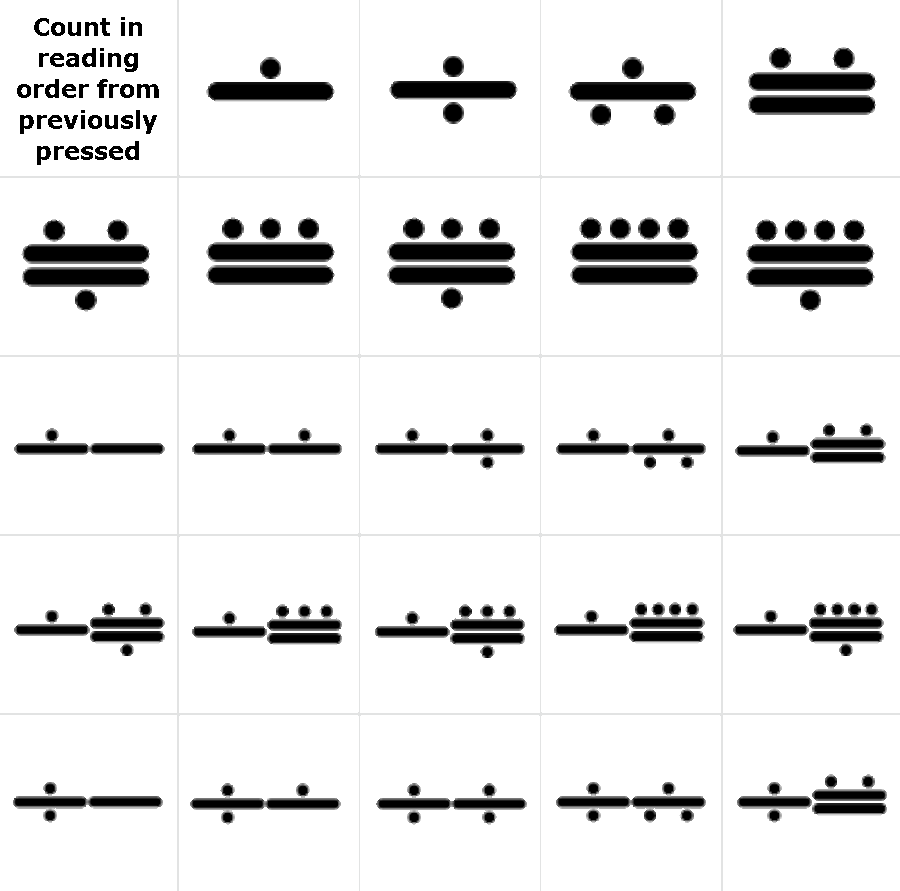 Count in
reading
order from
previously
pressed